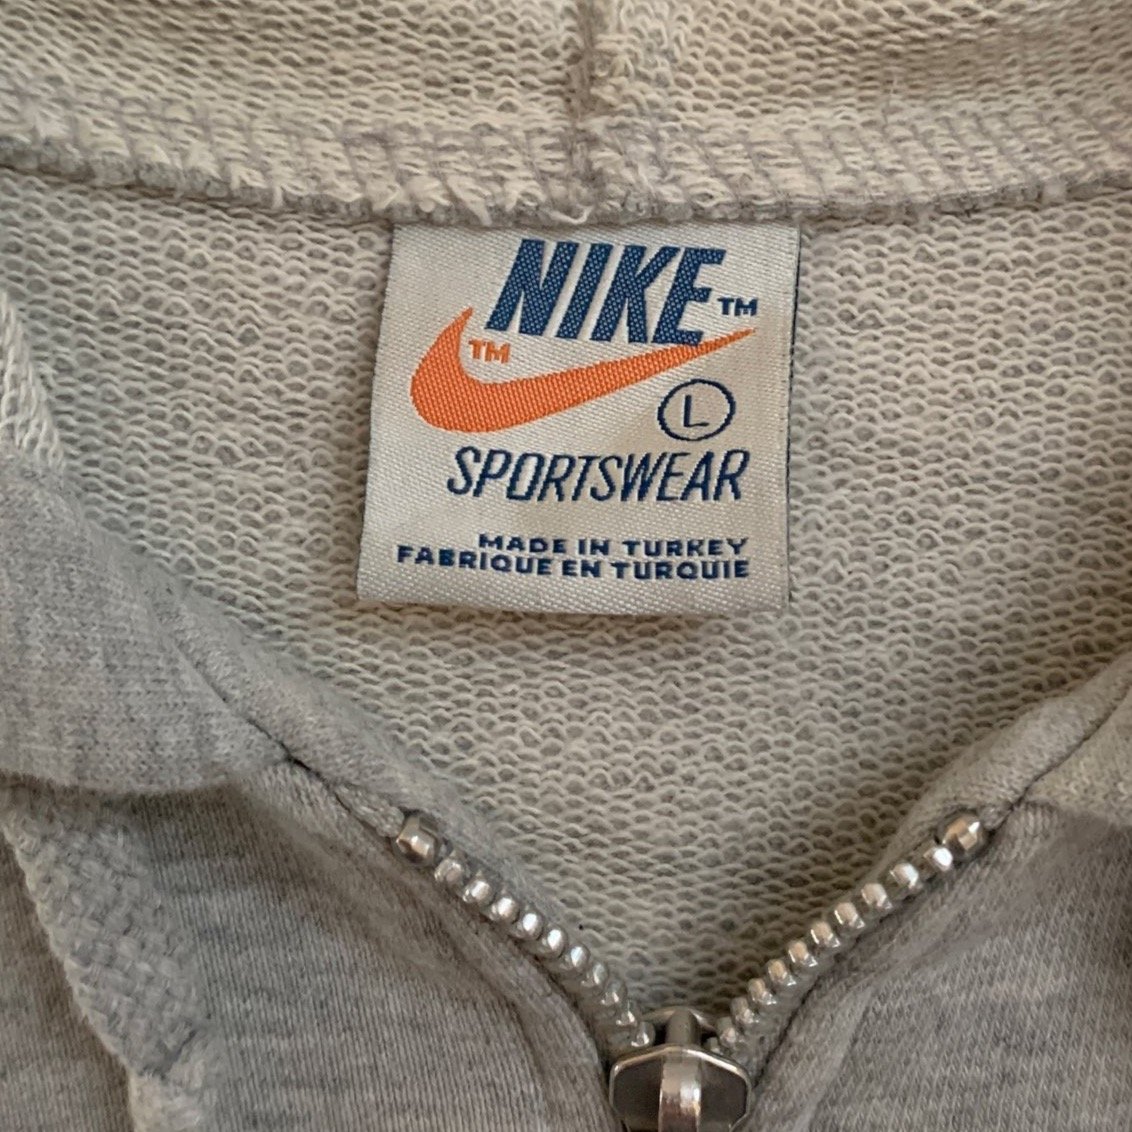 NIKE™
™
L
SPORTSWEAR
MADE IN TURKEY
FABRIQUE EN TURQUIE